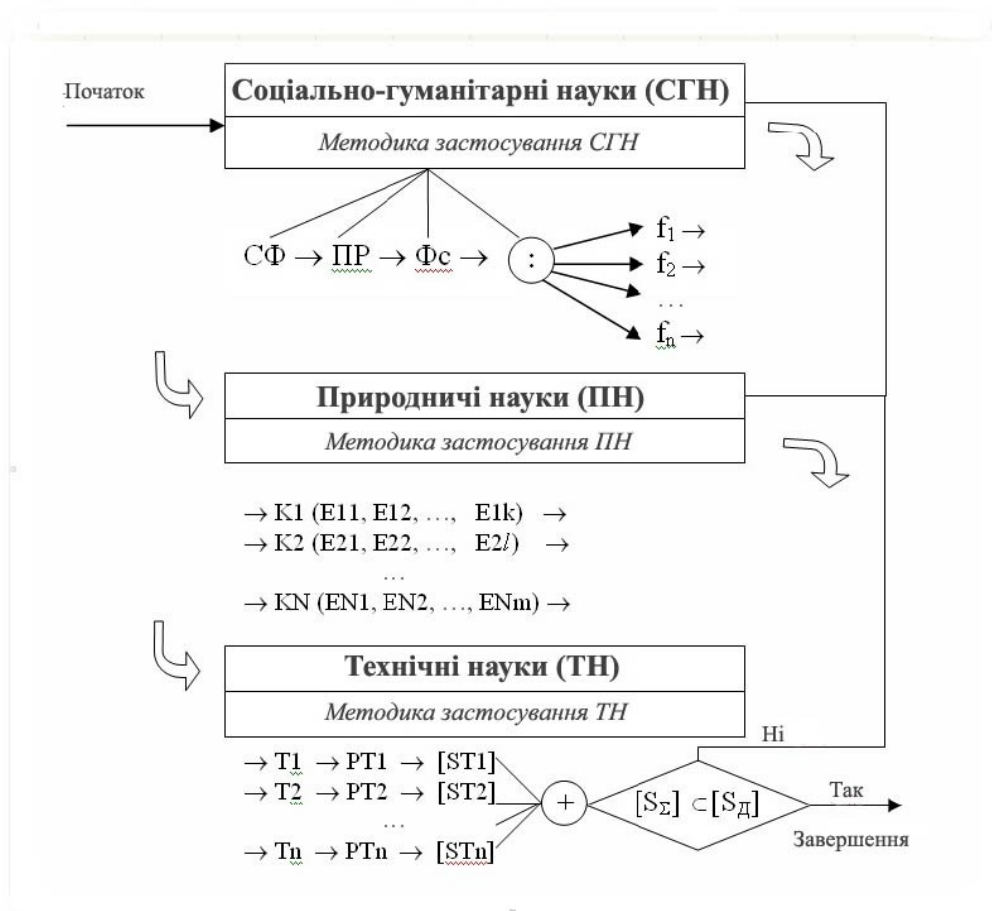 Початок
Соціально-гуманітарні науки (СГН)
Методика застосування СГН
СФ → ПР → Фс → :
f₁ →
f₂ →
…
fₙ →
Природничі науки (ПН)
Методика застосування ПН
→ K1 (E11, E12, …, E1k) →
→ K2 (E21, E22, …, E2l) →
…
→ KN (EN1, EN2, …, ENm) →
Технічні науки (ТН)
Методика застосування ТН
Ні
→ T1 → PT1 → [ST1]
→ T2 → PT2 → [ST2]
…
→ Tn → PTn → [STn]
+
[S_Σ] ⊂ [S_Д]
Так
Завершення